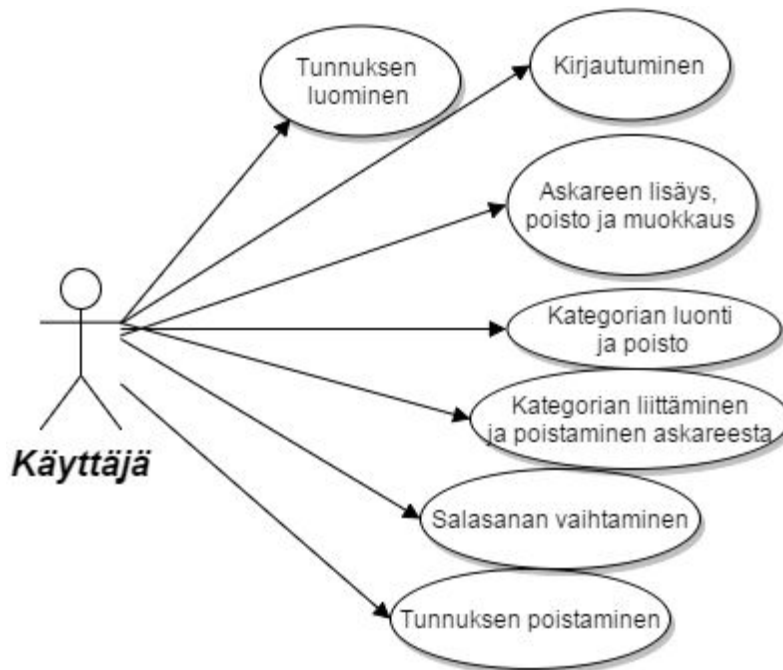 Tunnuksen
luominen
Kirjautuminen
Askareen lisäys,
poisto ja muokkaus
Kategorian luonti
ja poisto
Kategorian liittäminen
ja poistaminen askareesta
Käyttäjä
Salasanan vaihtaminen
Tunnuksen poistaminen